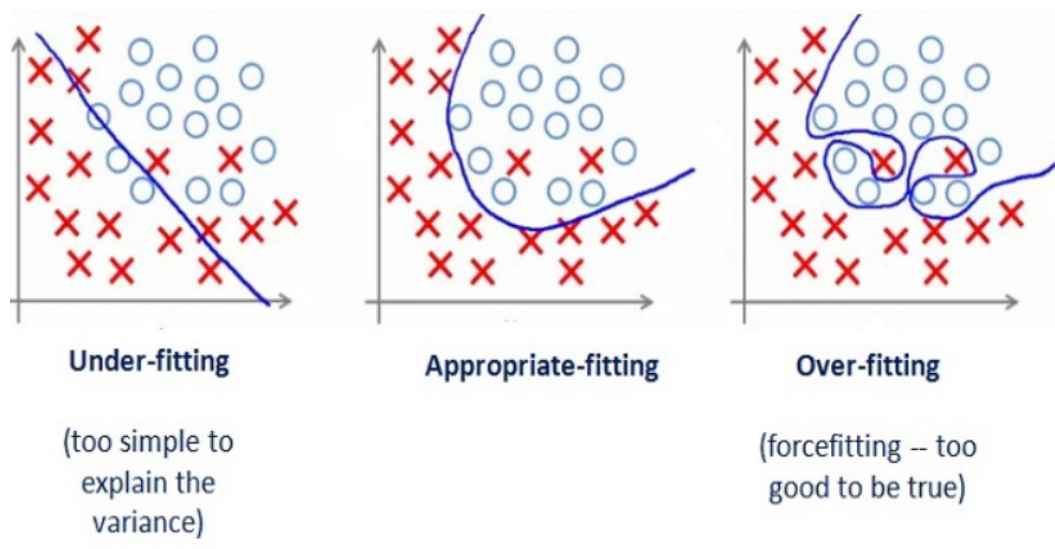 Under-fitting
Appropriate-fitting
Over-fitting
(too simple to
explain the
variance)
(forcefitting -- too
good to be true)